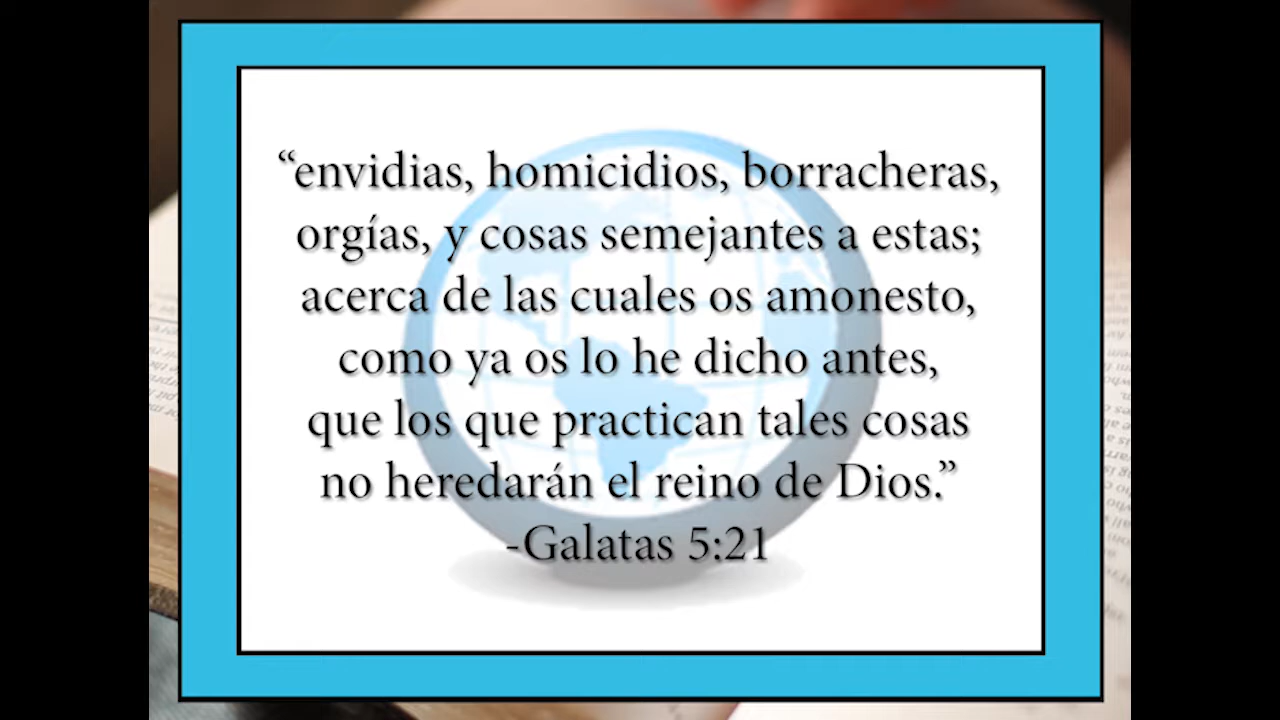 “envidias, homicidios, borracheras,
orgías, y cosas semejantes a estas;
acerca de las cuales os amonesto,
como ya os lo he dicho antes,
que los que practican tales cosas
no heredarán el reino de Dios.”
-Galatas 5:21